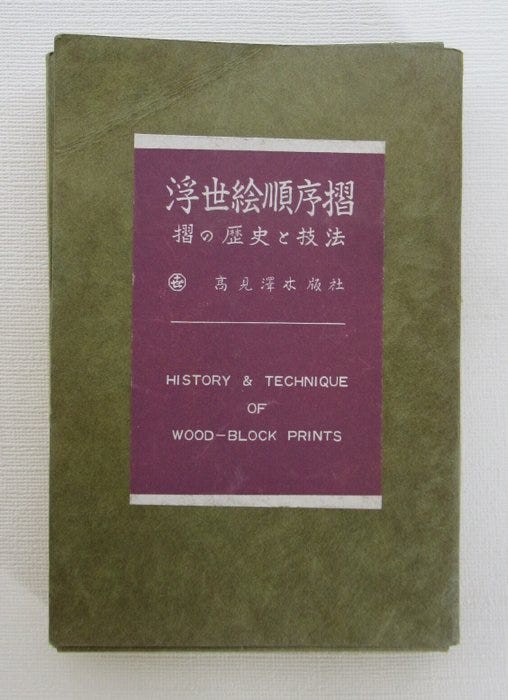 浮世絵順序摺
摺の歴史と技法
高見澤木版社
HISTORY & TECHNIQUE
OF
WOOD-BLOCK PRINTS